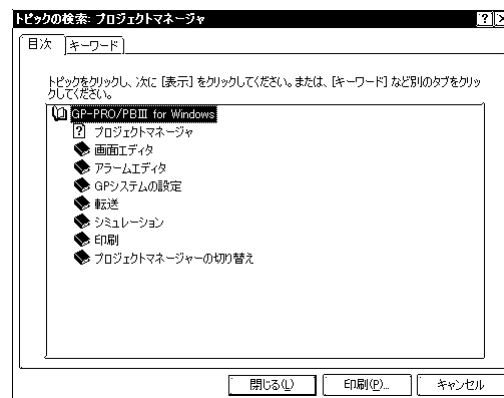 トピックの検索: プロジェクトマネージャ
目次
キーワード
トピックをクリックし、次に [表示] をクリックしてください。または、[キーワード] など別のタブをクリッ
クしてください。
GP-PRO/PBⅢ for Windows
プロジェクトマネージャ
画面エディタ
アラームエディタ
GPシステムの設定
転送
シミュレーション
印刷
プロジェクトマネージャーの切り替え
閉じる(L)
印刷(P)...
キャンセル